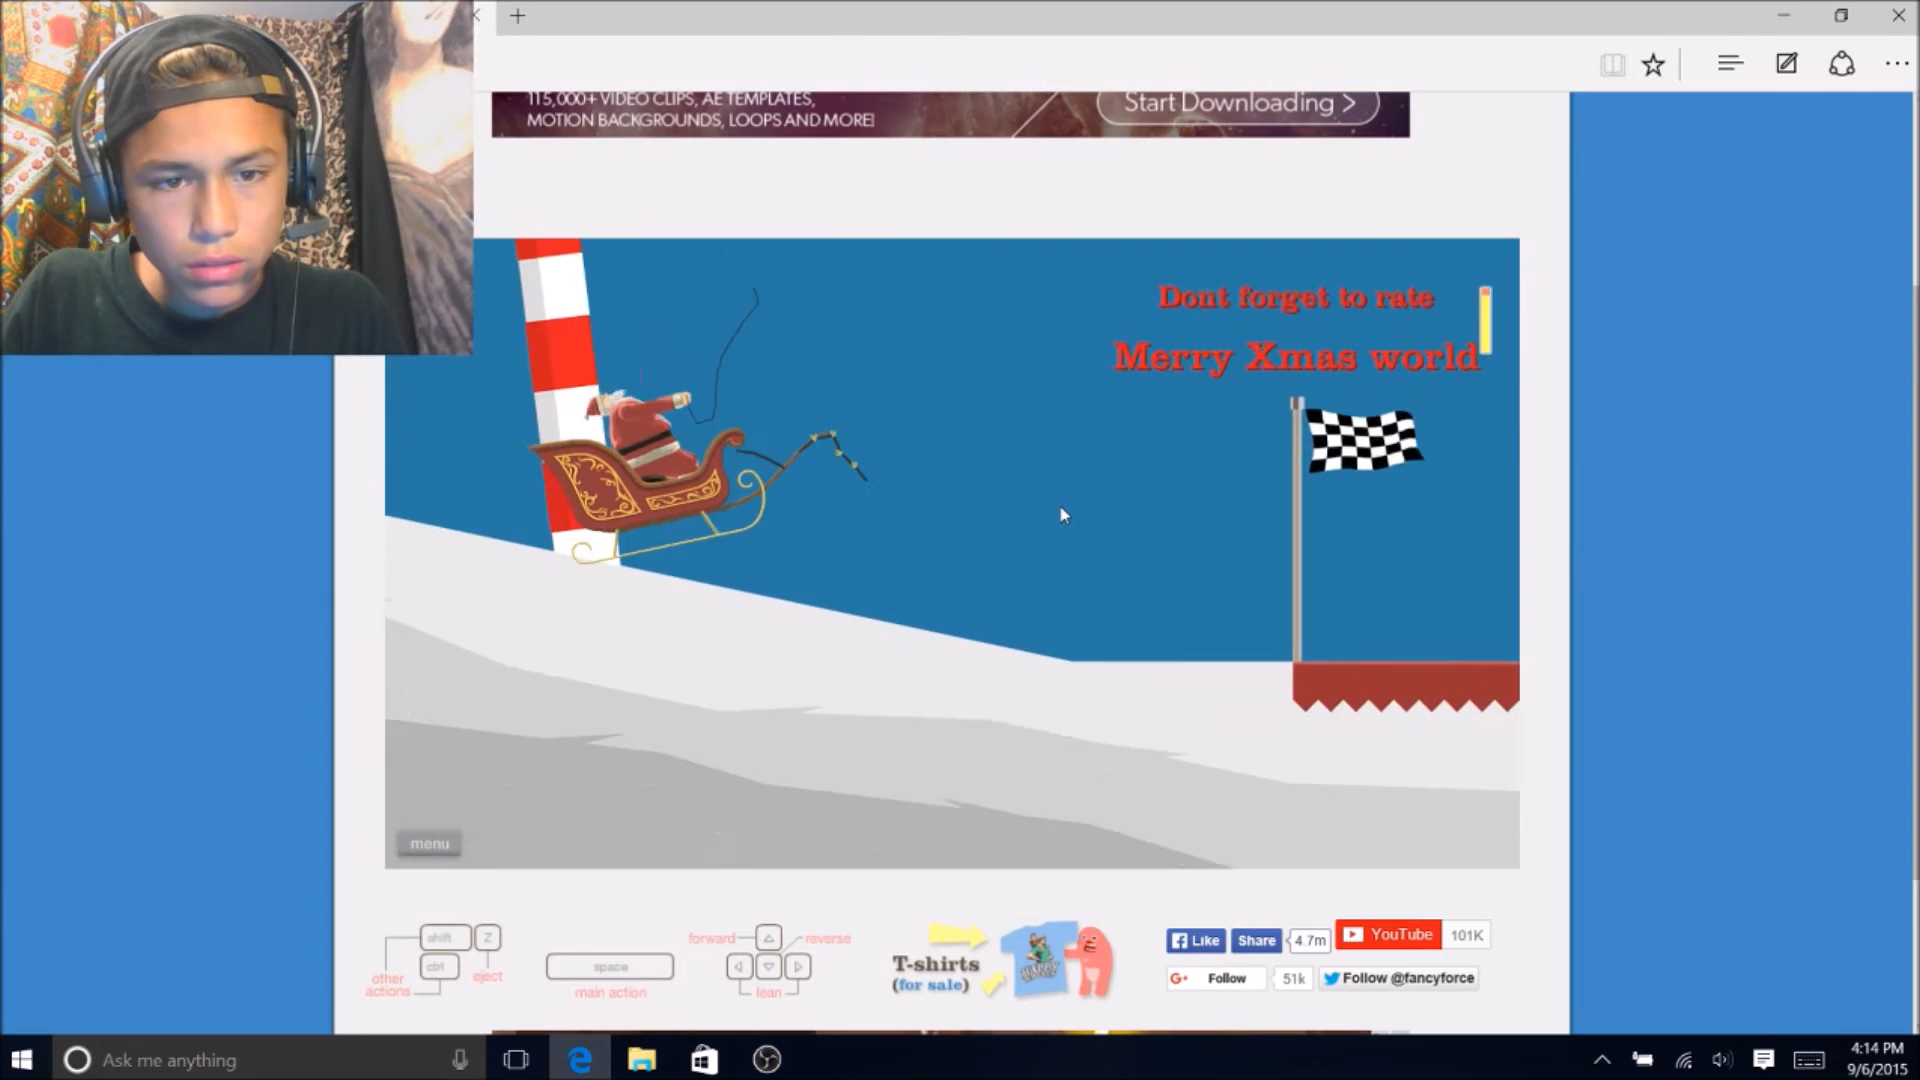 115,000+ VIDEO CLIPS, AE TEMPLATES,
MOTION BACKGROUNDS, LOOPS AND MORE!
Start Downloading >
Dont forget to rate
Merry Xmas world
menu
shift
Z
ctrl
other
actions
eject
space
main action
forward
reverse
lean
T-shirts
(for sale)
Like
Share
4.7m
YouTube
101K
G+
Follow
51k
Follow @fancyforce
Ask me anything
4:14 PM
9/6/2015